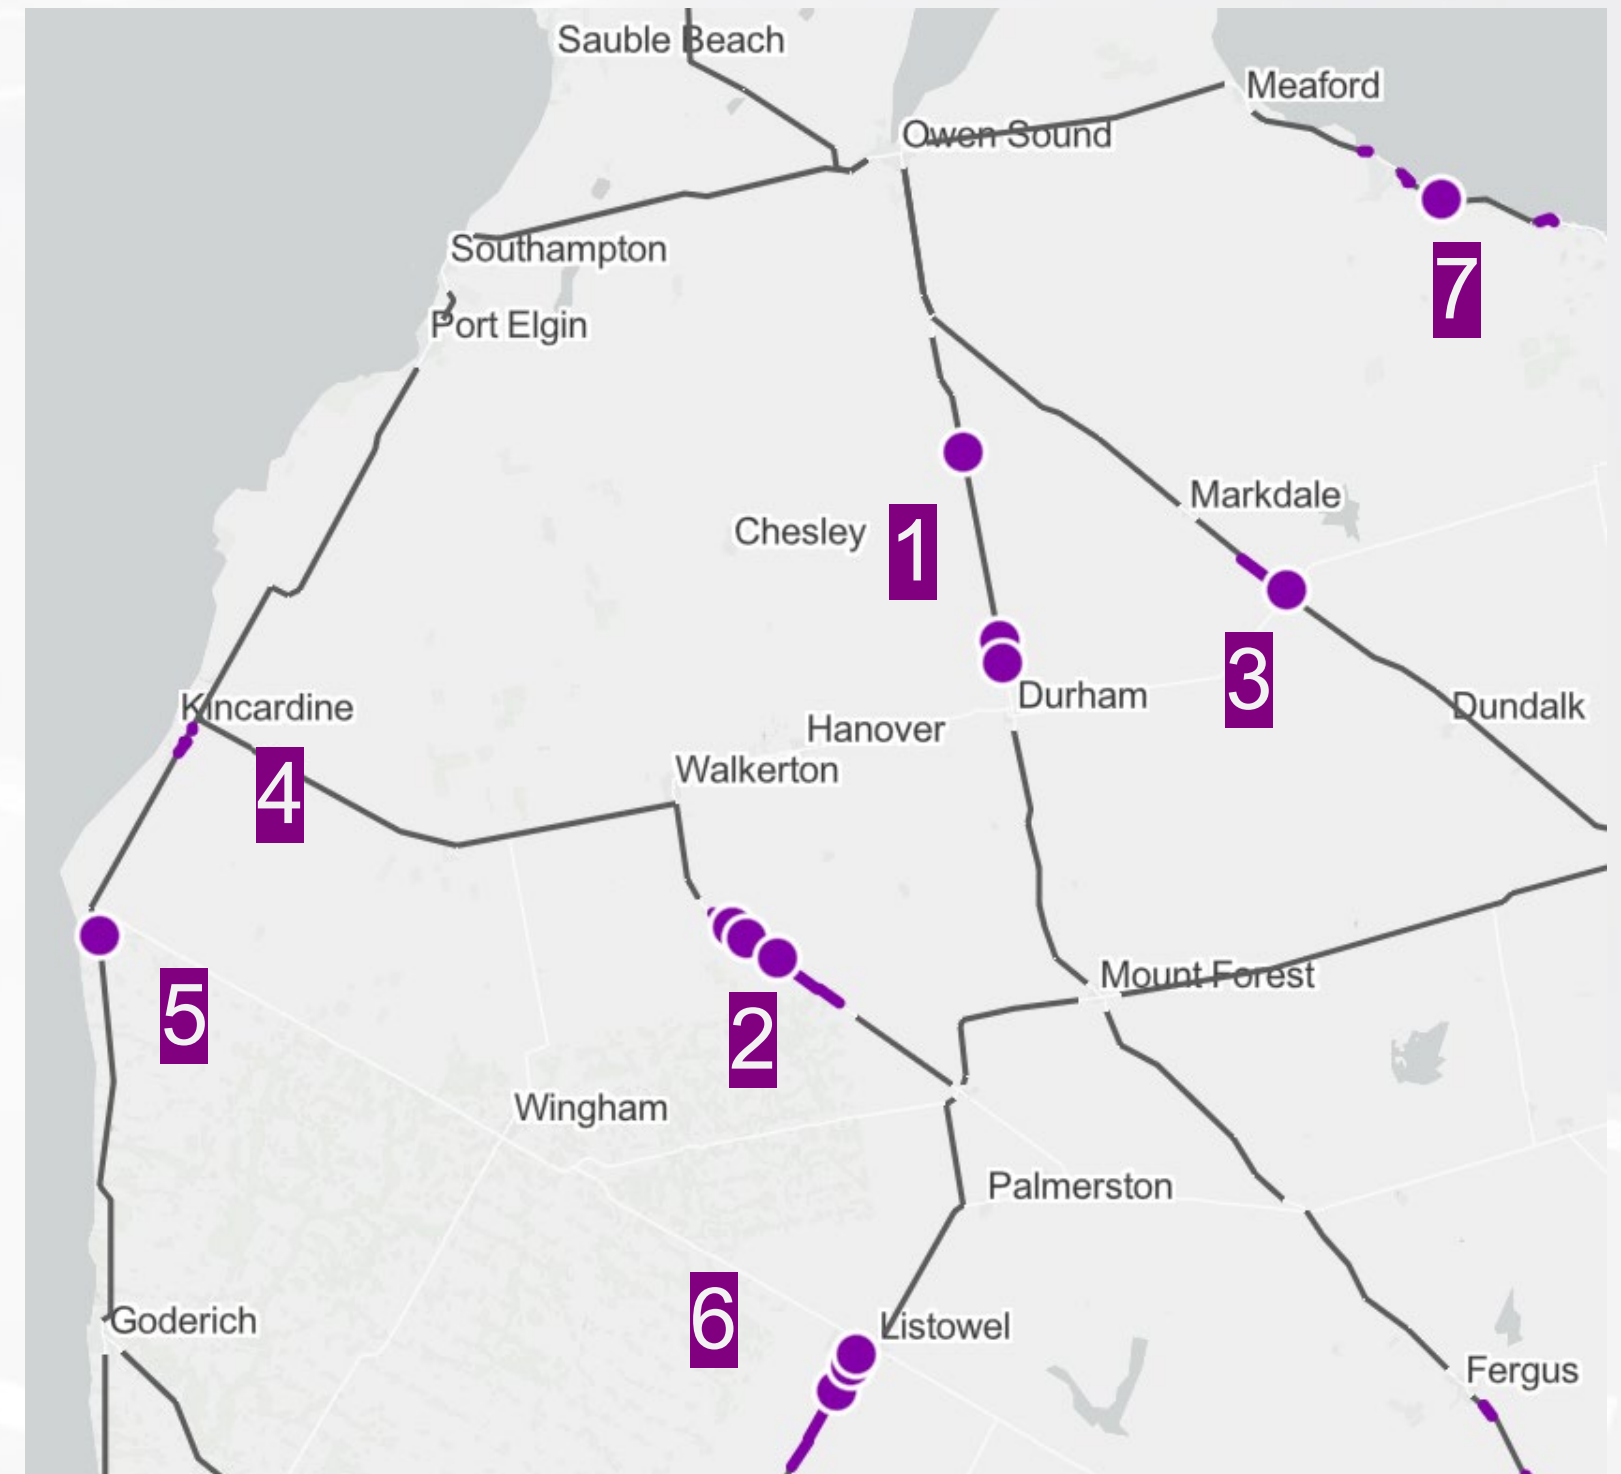 Sauble Beach
Meaford
Owen Sound
Southampton
7
Port Elgin
Markdale
Chesley
1
3
Durham
Kincardine
Dundalk
Hanover
Walkerton
4
Mount Forest
5
2
Wingham
Palmerston
6
Goderich
Listowel
Fergus